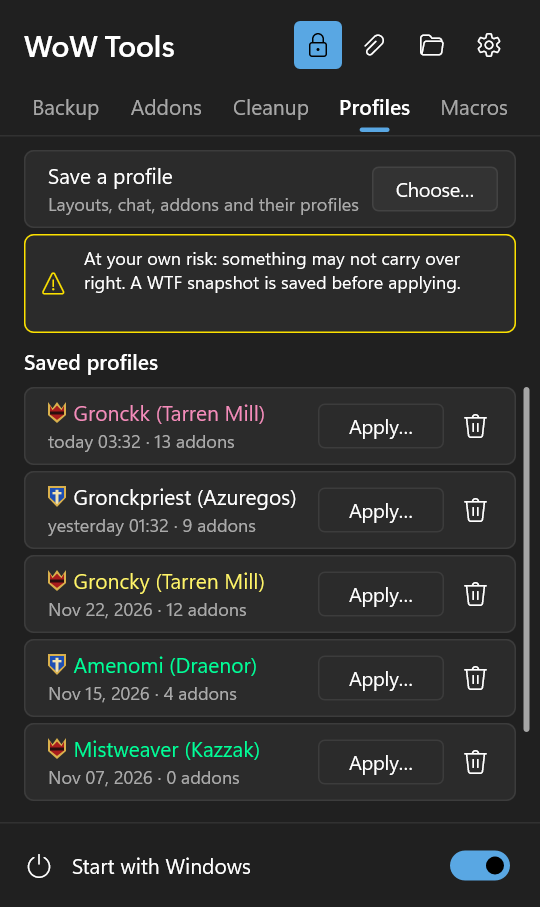 WoW Tools
Backup Addons Cleanup Profiles Macros
Save a profile
Layouts, chat, addons and their profiles
Choose...
At your own risk: something may not carry over
right. A WTF snapshot is saved before applying.
Saved profiles
Gronckk (Tarren Mill)
today 03:32 · 13 addons
Apply...
Gronckpriest (Azuregos)
yesterday 01:32 · 9 addons
Apply...
Groncky (Tarren Mill)
Nov 22, 2026 · 12 addons
Apply...
Amenomi (Draenor)
Nov 15, 2026 · 4 addons
Apply...
Mistweaver (Kazzak)
Nov 07, 2026 · 0 addons
Apply...
Start with Windows